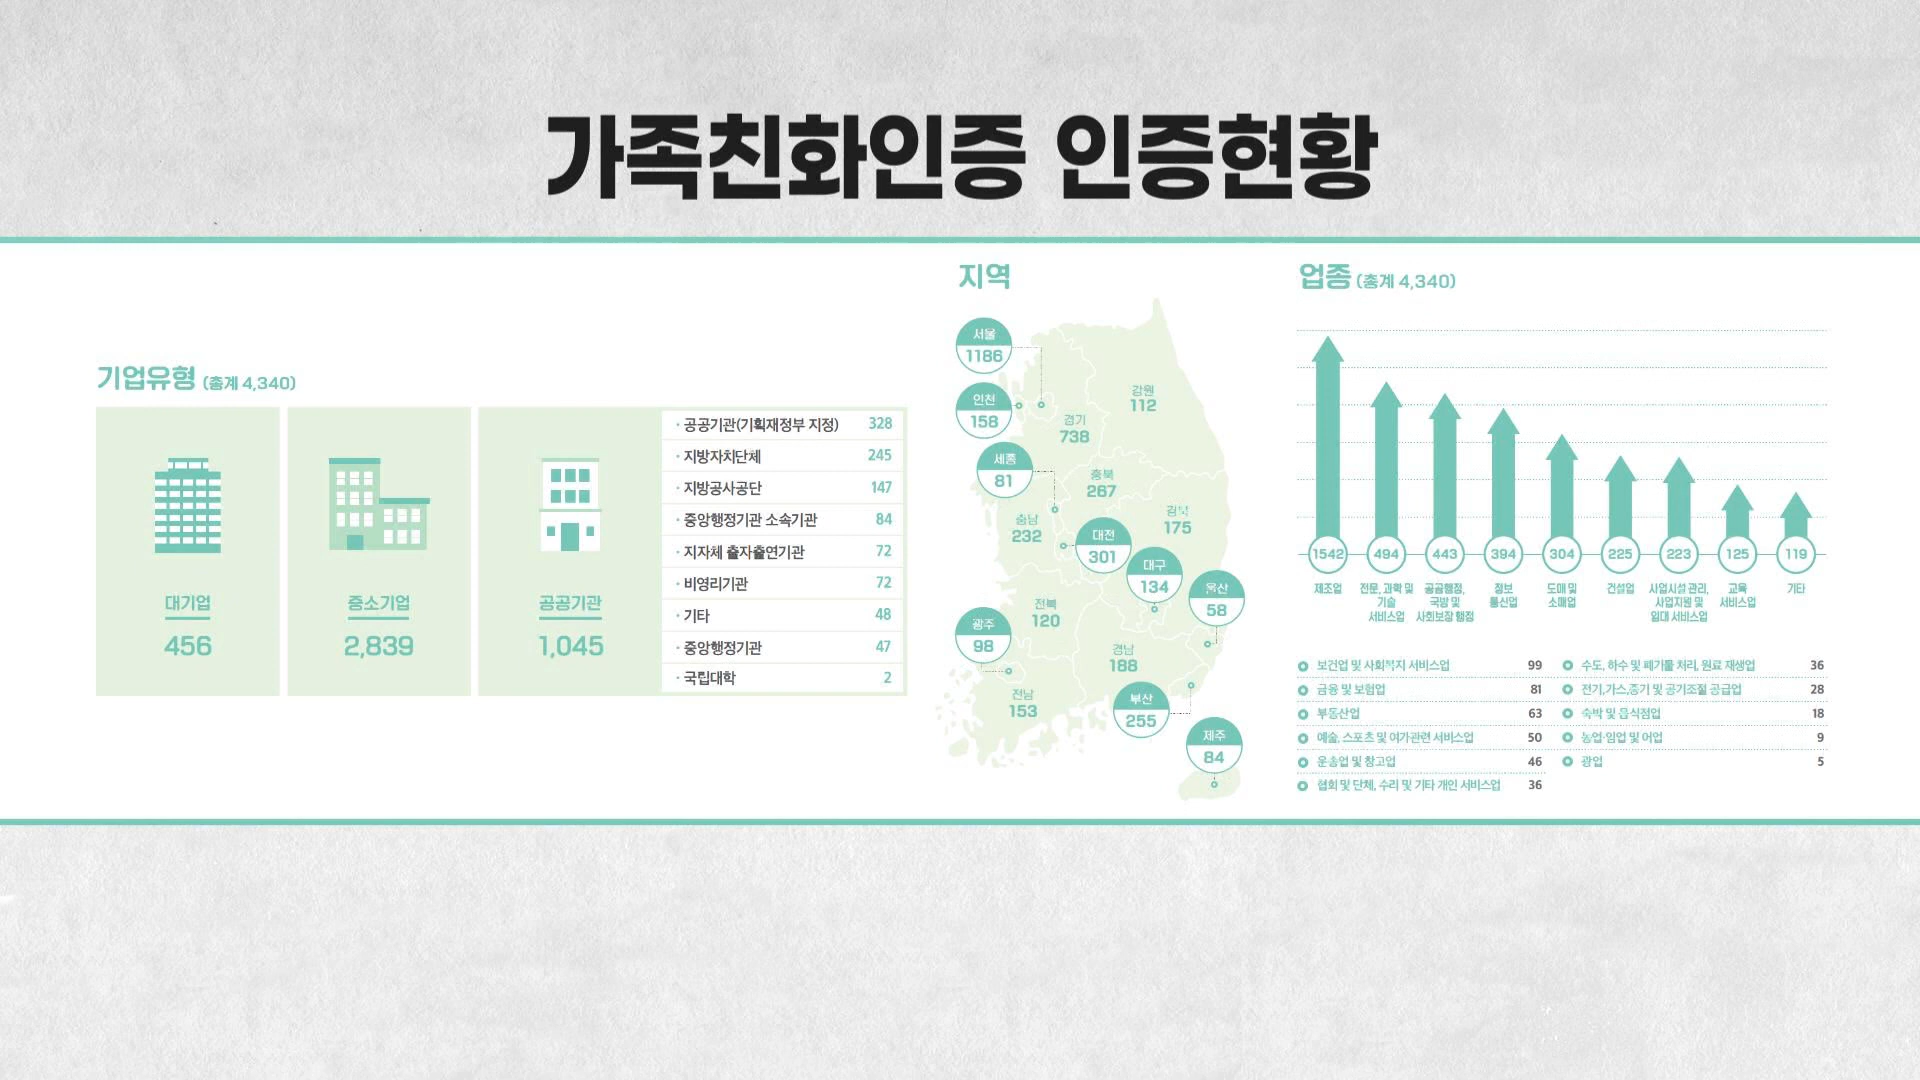 가족친화인증 인증현황
기업유형 (총계 4,340)
대기업
456
중소기업
2,839
공공기관
1,045
· 공공기관(기획재정부 지정) 328
· 지방자치단체 245
· 지방공사공단 147
· 중앙행정기관 소속기관 84
· 지자체 출자출연기관 72
· 비영리기관 72
· 기타 48
· 중앙행정기관 47
· 국립대학 2
지역
서울
1186
인천
158
세종
81
강원
112
경기
738
충북
267
충남
232
경북
175
대전
301
대구
134
울산
58
전북
120
광주
98
경남
188
전남
153
부산
255
제주
84
업종 (총계 4,340)
1542 494 443 394 304 225 223 125 119
제조업
전문, 과학 및
기술
서비스업
공공행정,
국방 및
사회보장 행정
정보
통신업
도매 및
소매업
건설업
사업시설 관리,
사업지원 및
임대 서비스업
교육
서비스업
기타
보건업 및 사회복지 서비스업 99
금융 및 보험업 81
부동산업 63
예술, 스포츠 및 여가관련 서비스업 50
운송업 및 창고업 46
협회 및 단체, 수리 및 기타 개인 서비스업 36
수도, 하수 및 폐기물 처리, 원료 재생업 36
전기,가스,증기 및 공기조절 공급업 28
숙박 및 음식점업 18
농업·임업 및 어업 9
광업 5